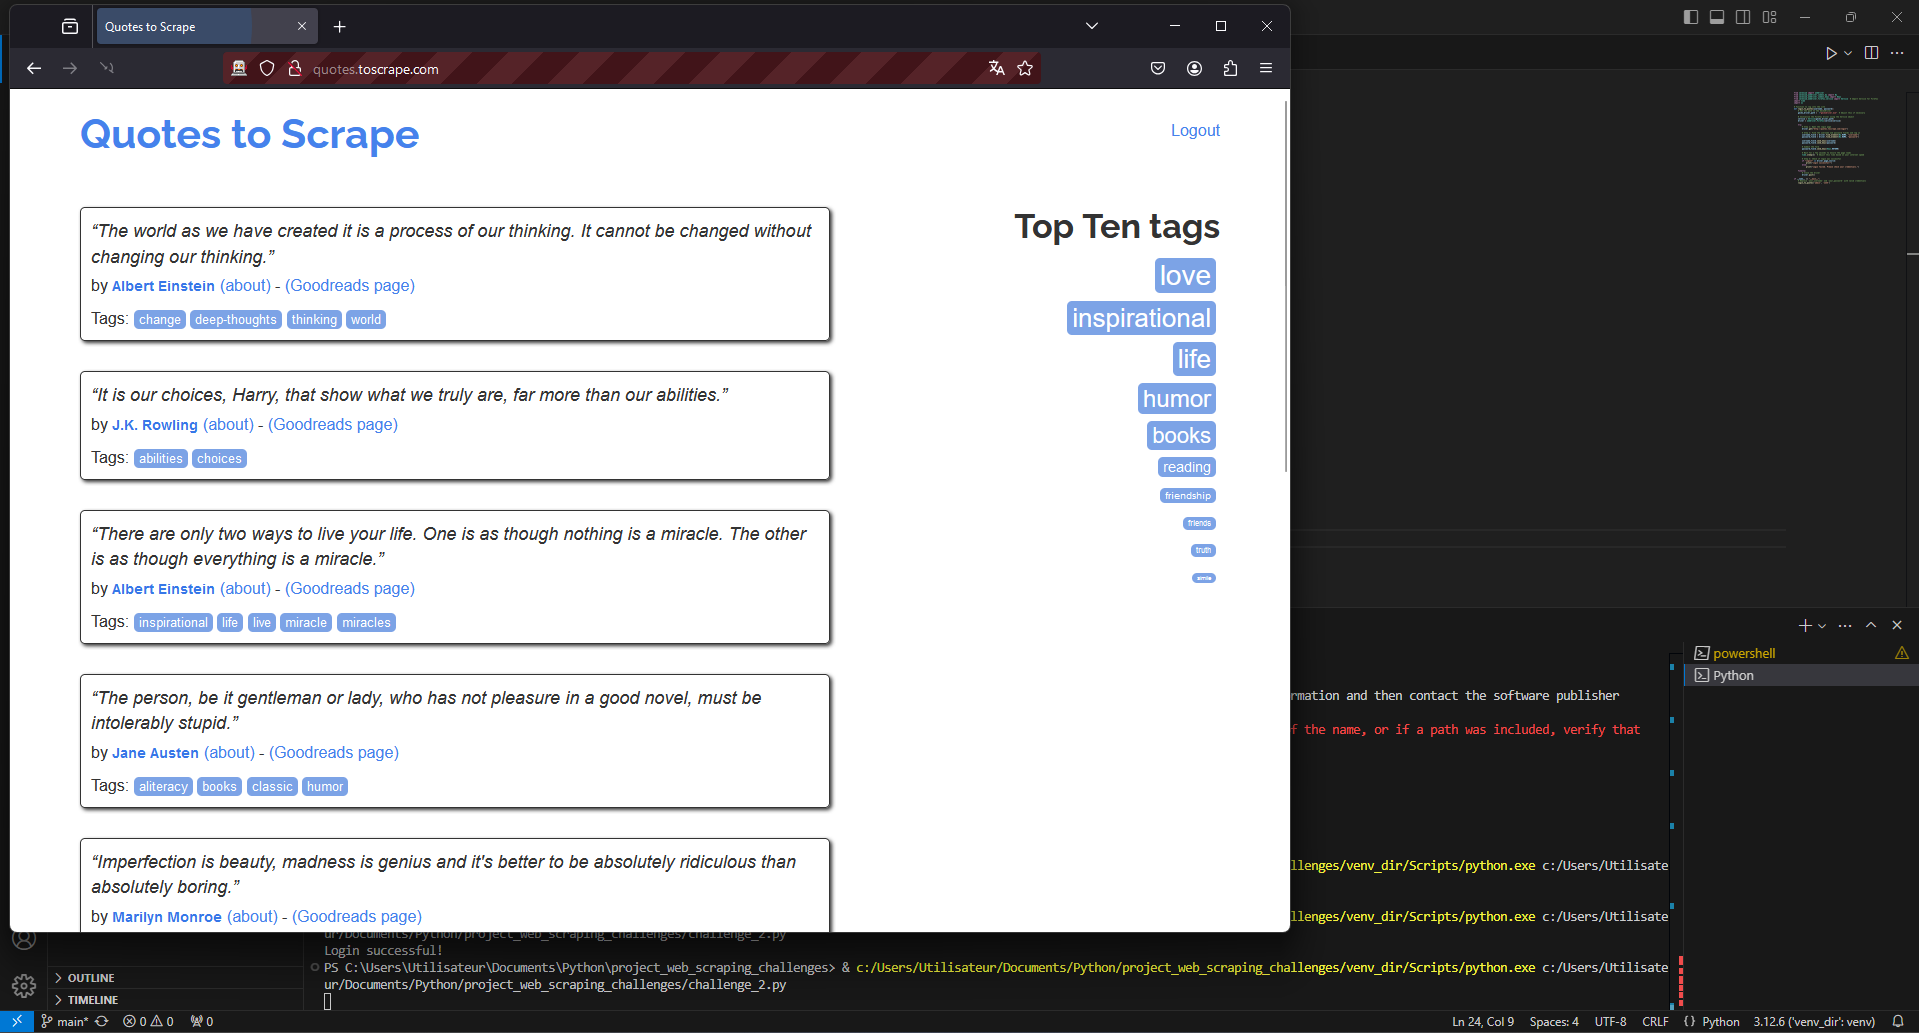 Quotes to Scrape
quotes.toscrape.com
Quotes to Scrape
Logout
“The world as we have created it is a process of our thinking. It cannot be changed without
changing our thinking.”
by Albert Einstein (about) - (Goodreads page)
Tags: change deep-thoughts thinking world
“It is our choices, Harry, that show what we truly are, far more than our abilities.”
by J.K. Rowling (about) - (Goodreads page)
Tags: abilities choices
“There are only two ways to live your life. One is as though nothing is a miracle. The other
is as though everything is a miracle.”
by Albert Einstein (about) - (Goodreads page)
Tags: inspirational life live miracle miracles
“The person, be it gentleman or lady, who has not pleasure in a good novel, must be
intolerably stupid.”
by Jane Austen (about) - (Goodreads page)
Tags: aliteracy books classic humor
“Imperfection is beauty, madness is genius and it's better to be absolutely ridiculous than
absolutely boring.”
by Marilyn Monroe (about) - (Goodreads page)
Top Ten tags
love
inspirational
life
humor
books
reading
friendship
friends
truth
simile
powershell
Python
rmation and then contact the software publisher
f the name, or if a path was included, verify that
llenges/venv_dir/Scripts/python.exe c:/Users/Utilisate
llenges/venv_dir/Scripts/python.exe c:/Users/Utilisate
ur/Documents/Python/project_web_scraping_challenges/challenge_2.py
Login successful!
PS C:\Users\Utilisateur\Documents\Python\project_web_scraping_challenges> & c:/Users/Utilisateur/Documents/Python/project_web_scraping_challenges/venv_dir/Scripts/python.exe c:/Users/Utilisate
ur/Documents/Python/project_web_scraping_challenges/challenge_2.py
OUTLINE
TIMELINE
main* 0 0 0 Ln 24, Col 9 Spaces: 4 UTF-8 CRLF {} Python 3.12.6 ('venv_dir': venv)